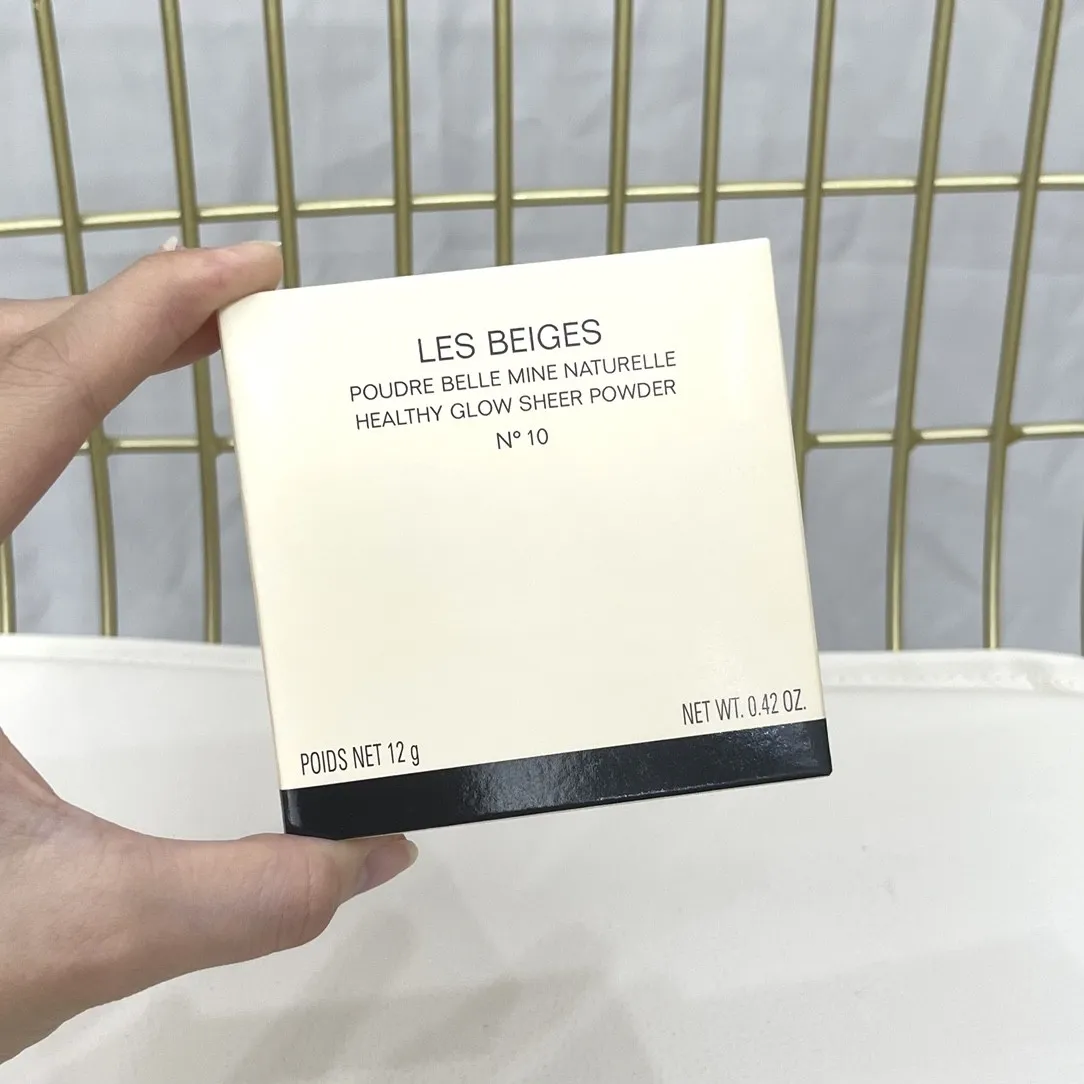 LES BEIGES
POUDRE BELLE MINE NATURELLE
HEALTHY GLOW SHEER POWDER
Nº 10
POIDS NET 12 g
NET WT. 0.42 OZ.